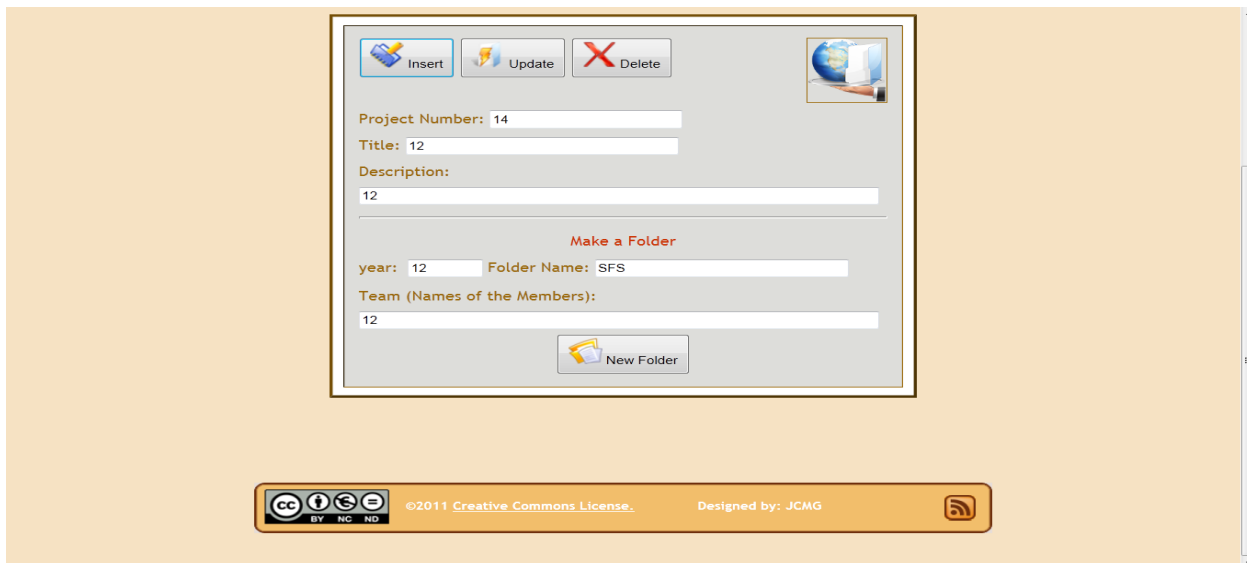 Insert Update Delete
Project Number: 14
Title: 12
Description:
12
Make a Folder
year: 12 Folder Name: SFS
Team (Names of the Members):
12
New Folder
cc BY NC ND ©2011 Creative Commons License. Designed by: JCMG